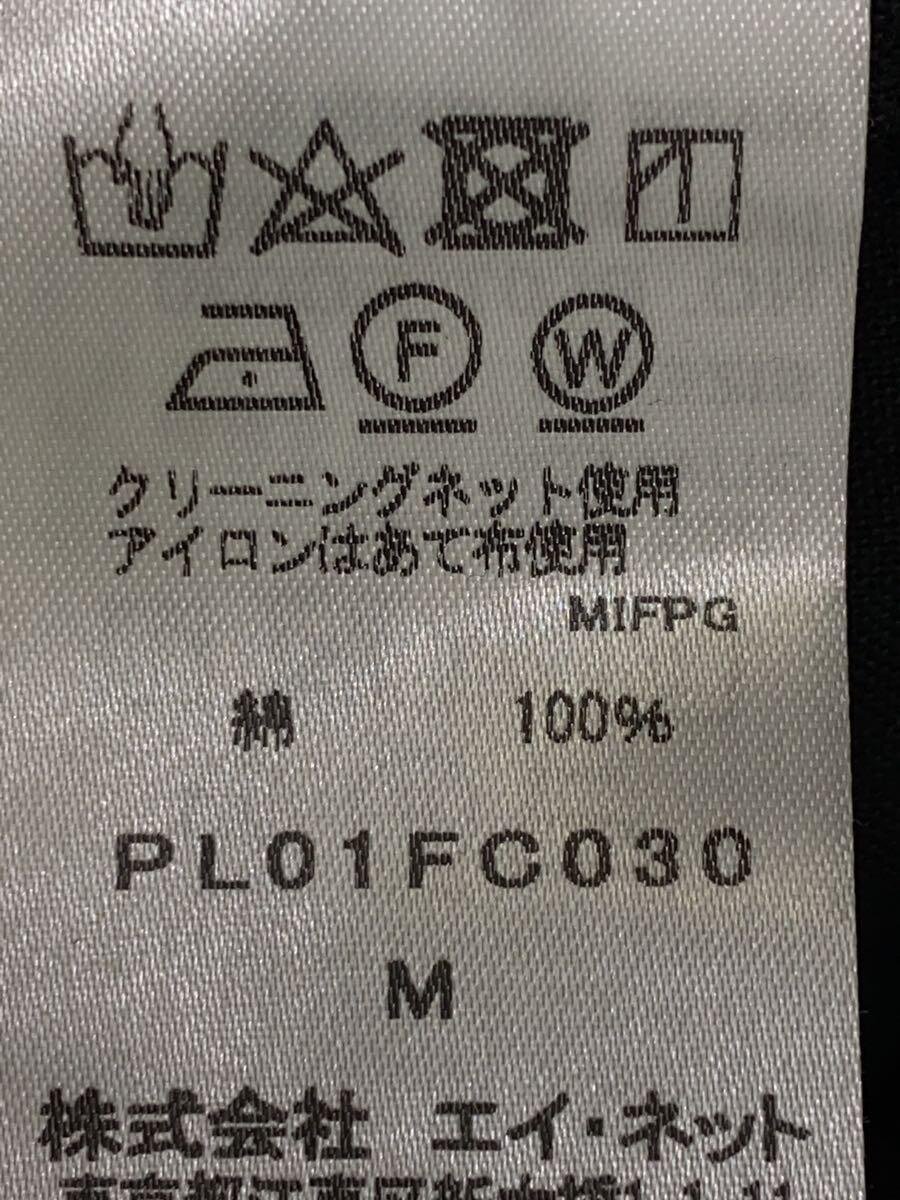 F W
クリーニングネット使用
アイロンはあて布使用
MIFPG
綿 100%
PL01FC030
M
株式会社 エイ・ネット